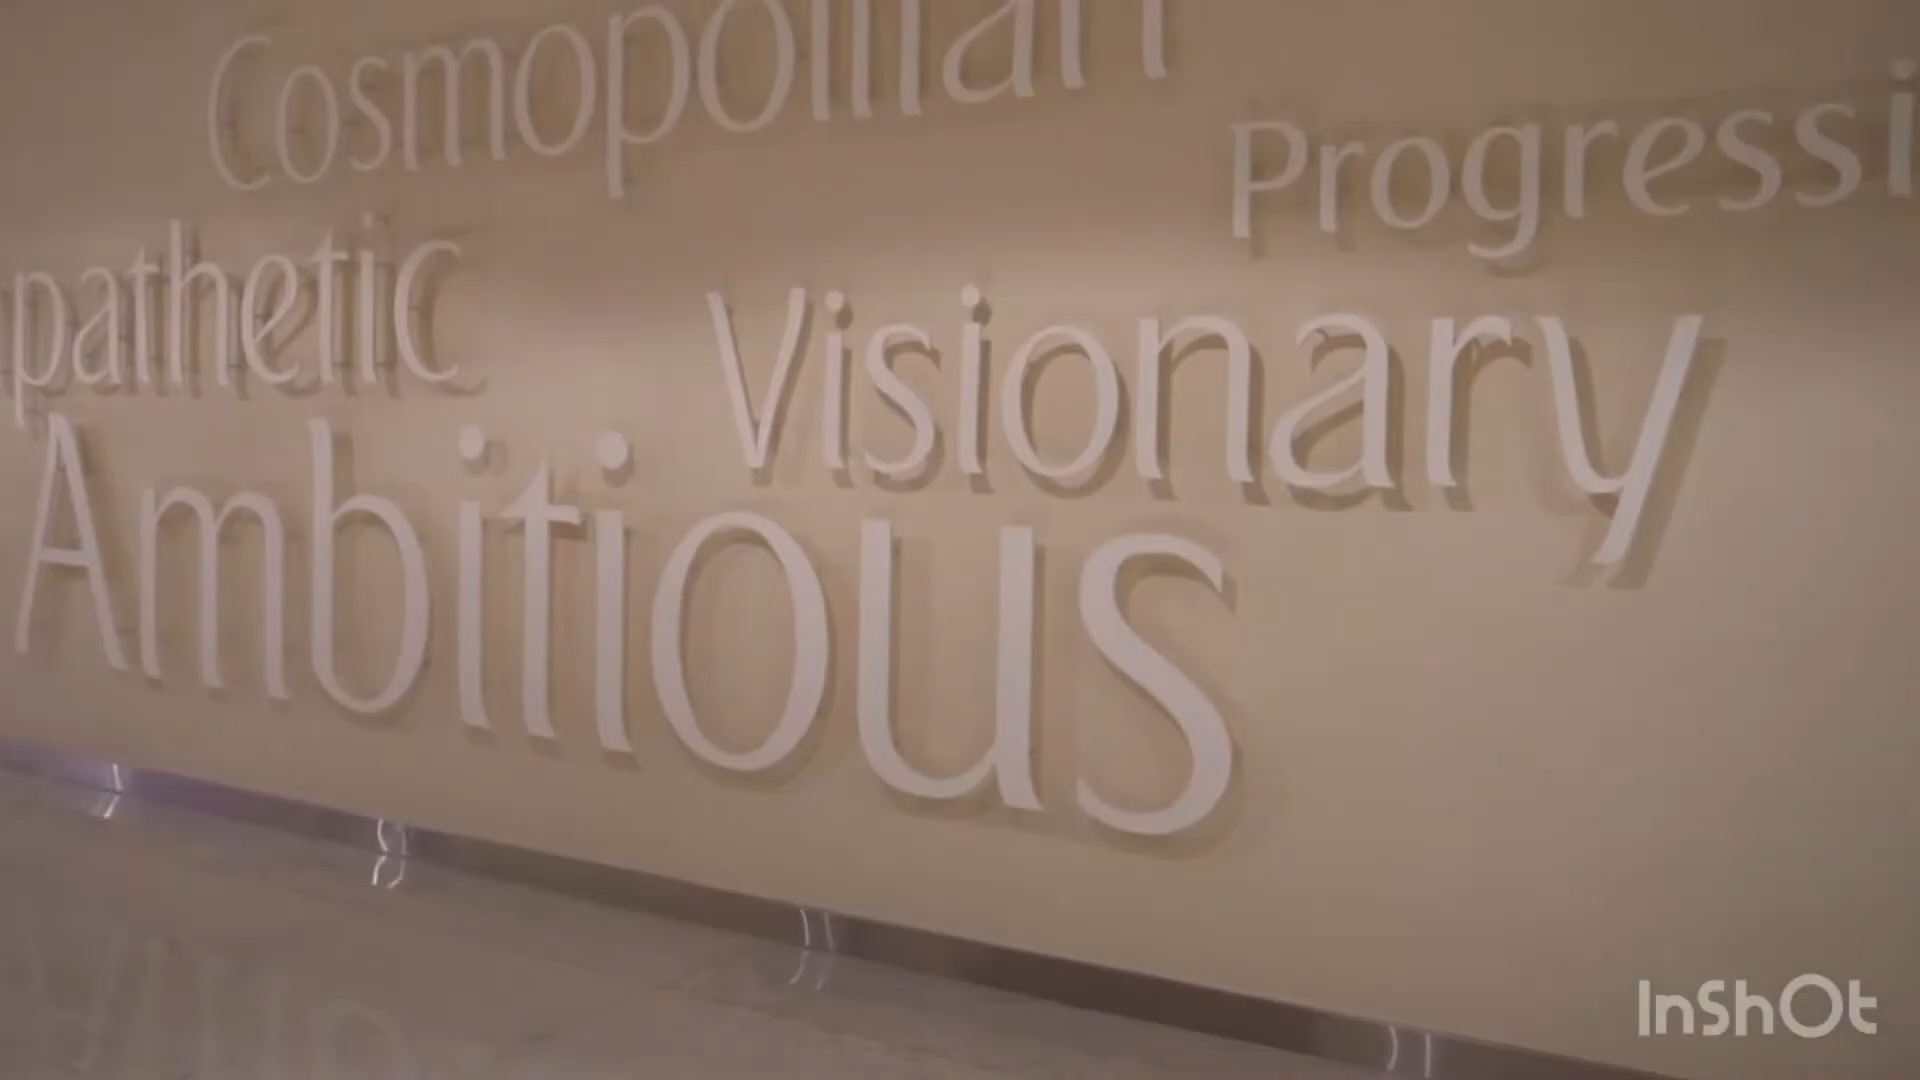 Cosmopolitan
Progressi
pathetic
Visionary
Ambitious
InShOt